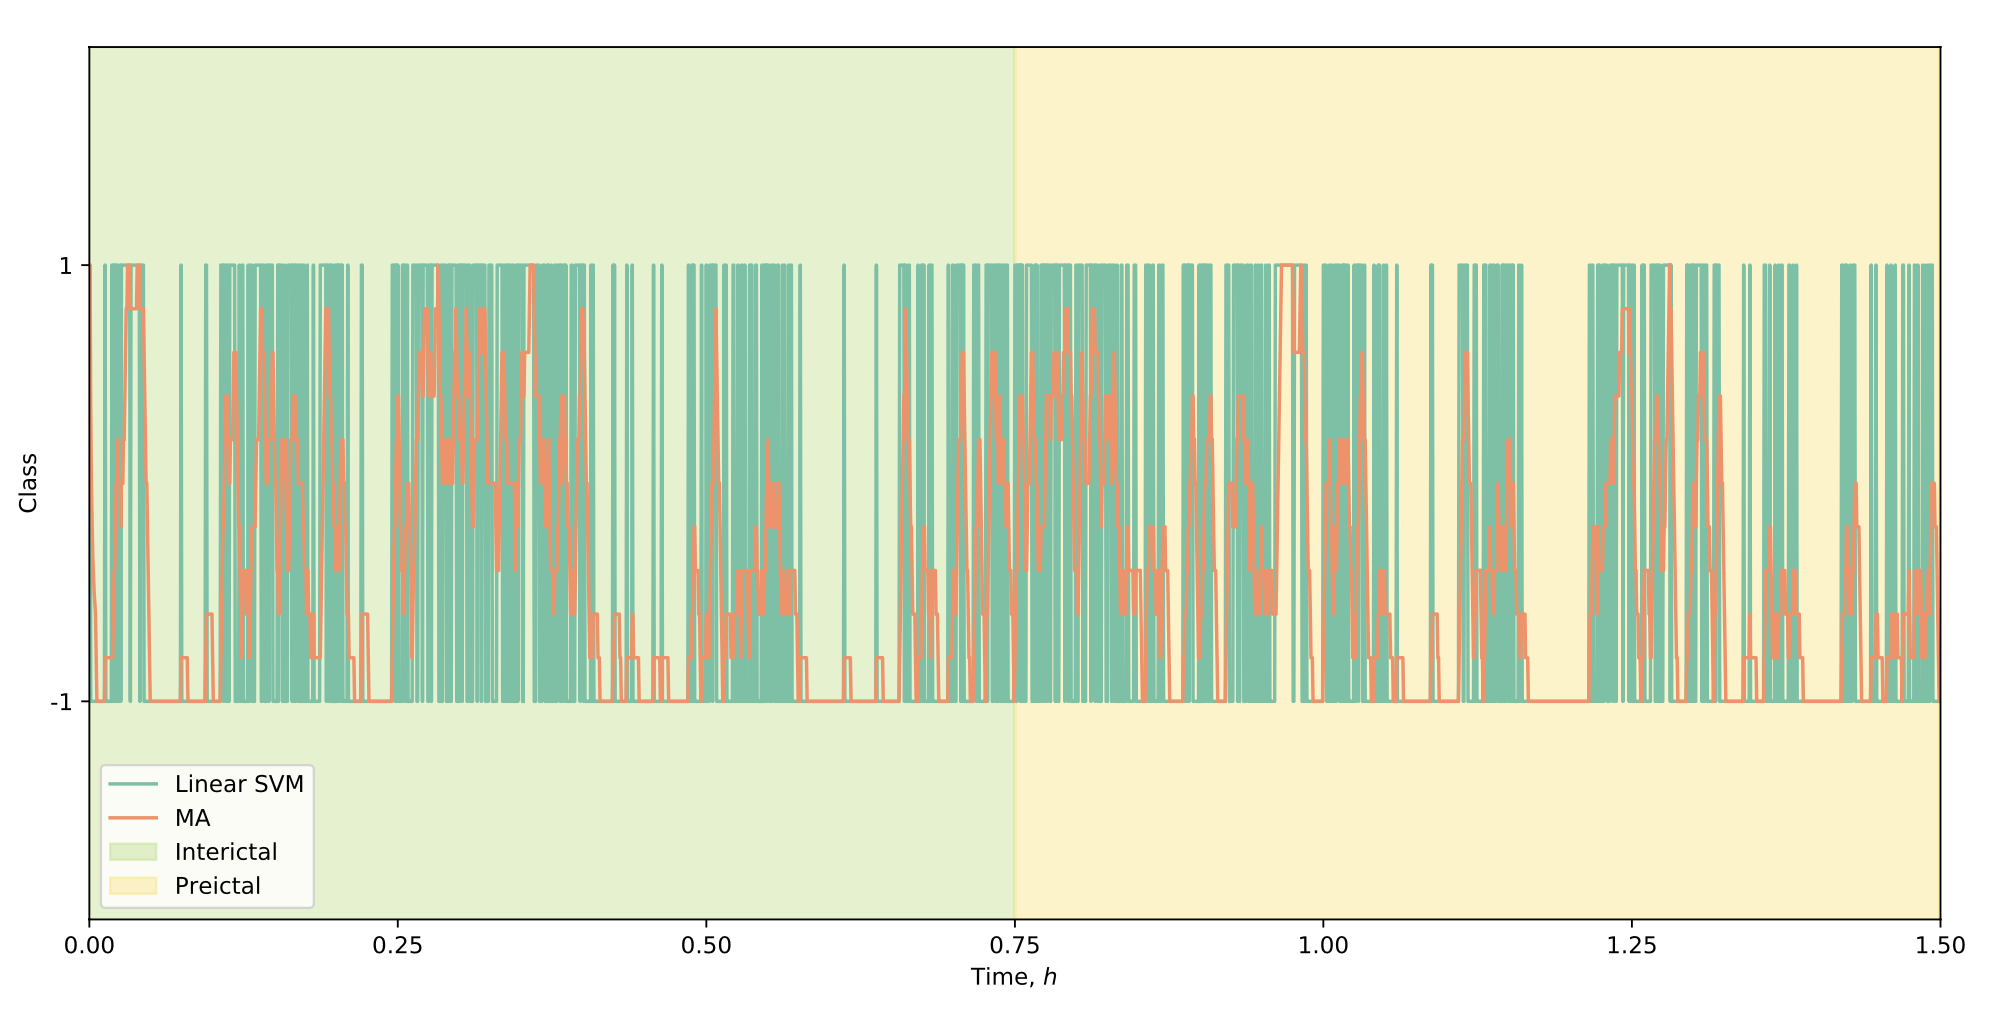 1
-1
Class
Linear SVM
MA
Interictal
Preictal
0.00 0.25 0.50 0.75 1.00 1.25 1.50
Time, h